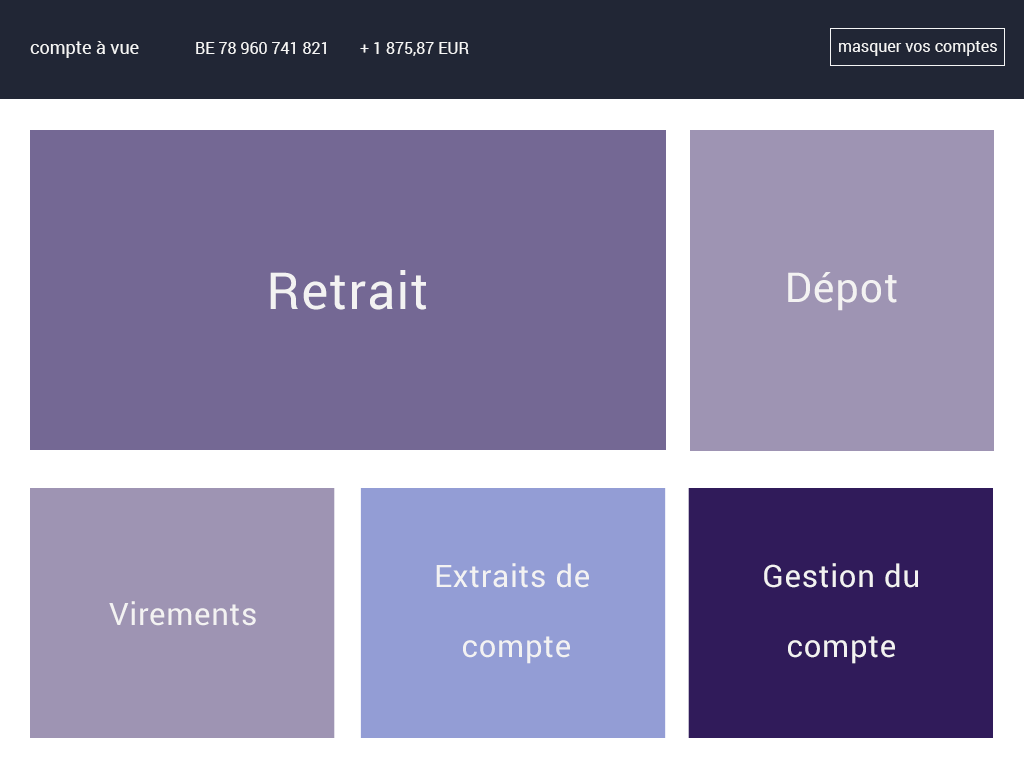 compte à vue BE 78 960 741 821 + 1 875,87 EUR masquer vos comptes
Retrait
Dépot
Virements
Extraits de
compte
Gestion du
compte